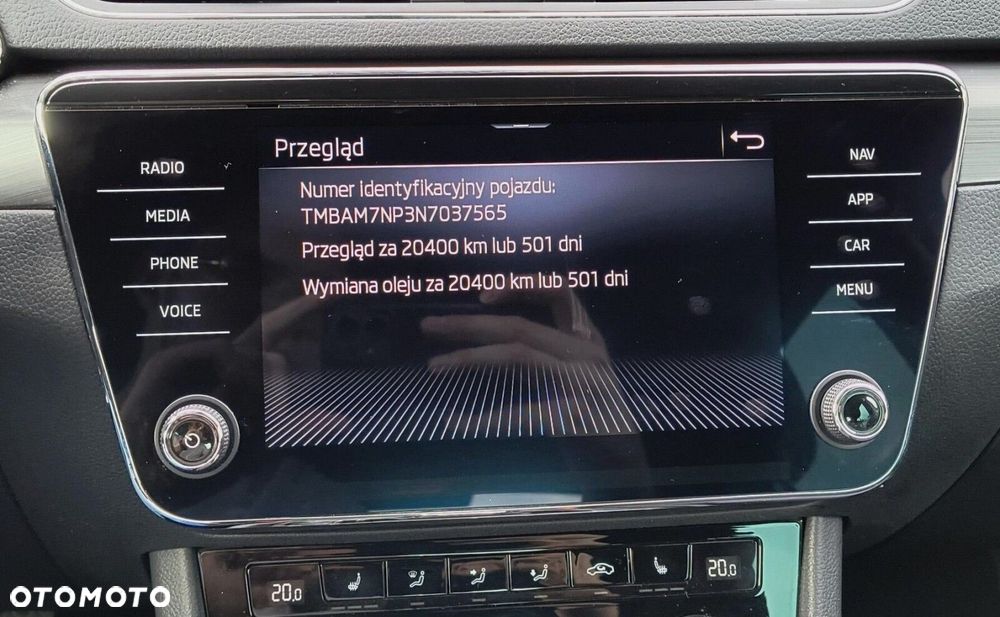 Przegląd
Numer identyfikacyjny pojazdu:
TMBAM7NP3N7037565
Przegląd za 20400 km lub 501 dni
Wymiana oleju za 20400 km lub 501 dni
RADIO
MEDIA
PHONE
VOICE
NAV
APP
CAR
MENU
20.0
20.0
OTOMOTO